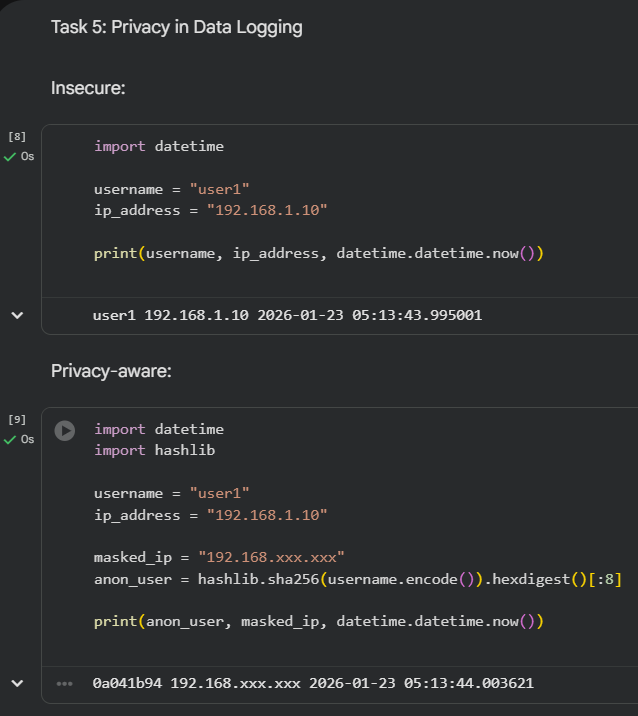 Task 5: Privacy in Data Logging
Insecure:
[8]
0s
import datetime
username = "user1"
ip_address = "192.168.1.10"
print(username, ip_address, datetime.datetime.now())
user1 192.168.1.10 2026-01-23 05:13:43.995001
Privacy-aware:
[9]
0s
import datetime
import hashlib
username = "user1"
ip_address = "192.168.1.10"
masked_ip = "192.168.xxx.xxx"
anon_user = hashlib.sha256(username.encode()).hexdigest()[:8]
print(anon_user, masked_ip, datetime.datetime.now())
0a041b94 192.168.xxx.xxx 2026-01-23 05:13:44.003621